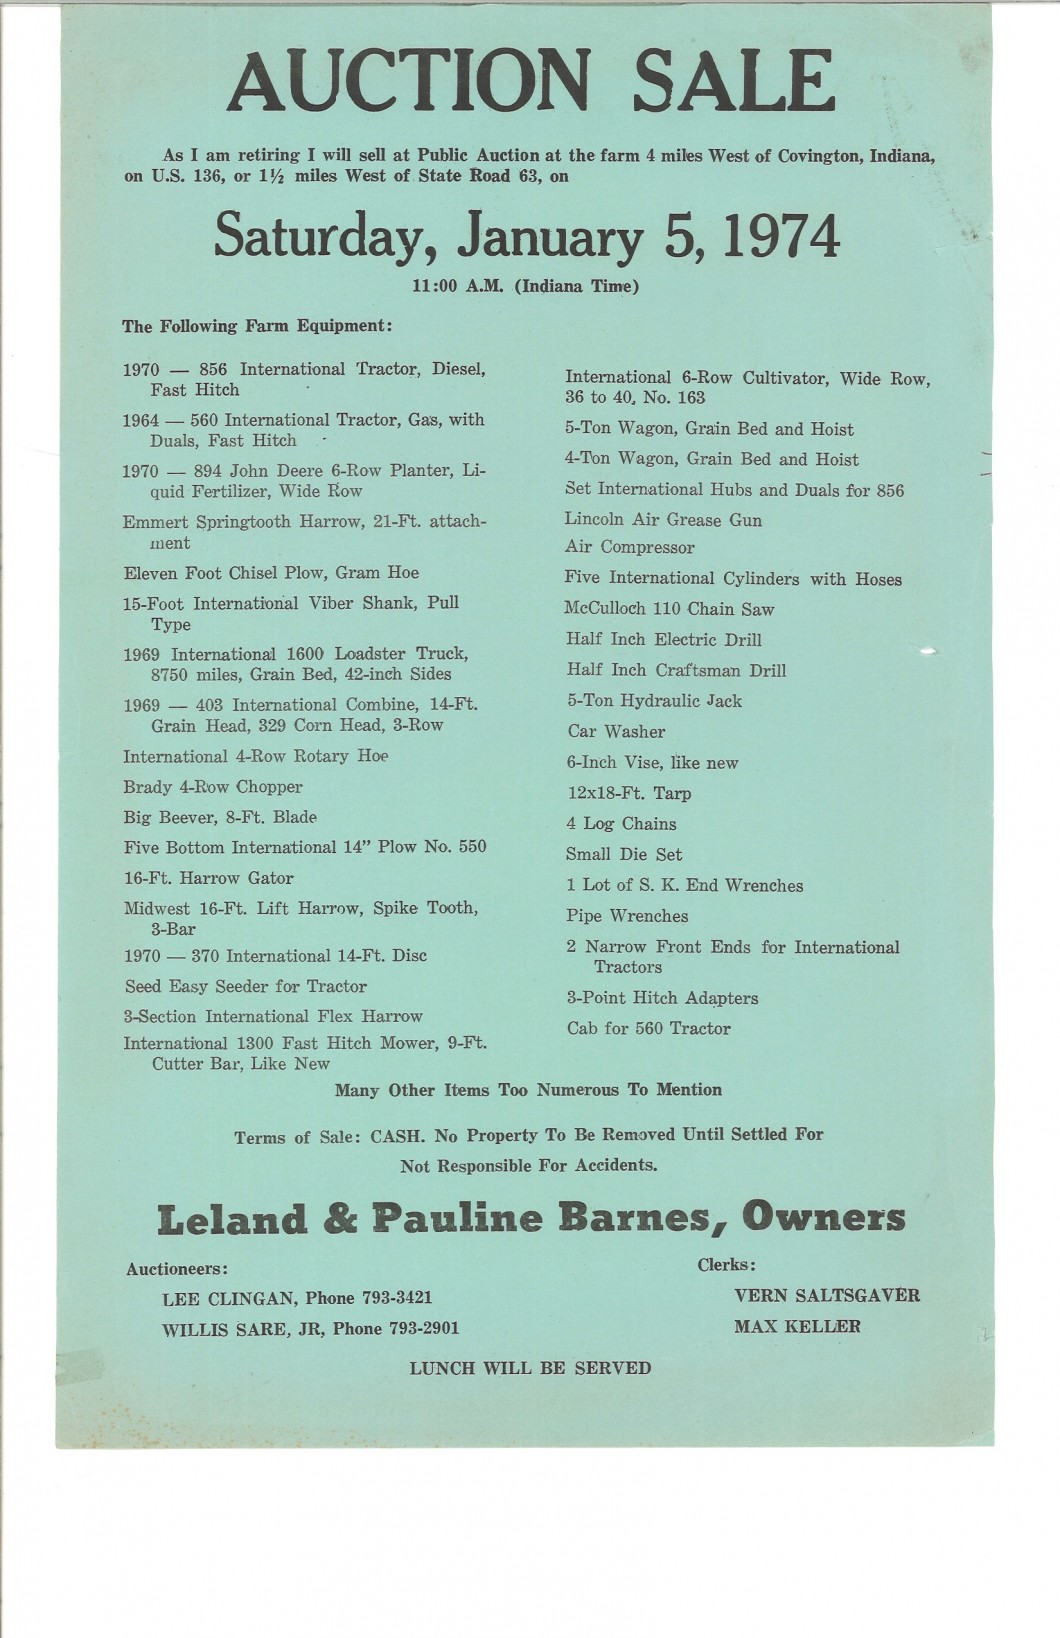 AUCTION SALE
As I am retiring I will sell at Public Auction at the farm 4 miles West of Covington, Indiana,
on U.S. 136, or 1½ miles West of State Road 63, on
Saturday, January 5, 1974
11:00 A.M. (Indiana Time)
The Following Farm Equipment:
1970 — 856 International Tractor, Diesel,
Fast Hitch
1964 — 560 International Tractor, Gas, with
Duals, Fast Hitch
1970 — 894 John Deere 6-Row Planter, Li-
quid Fertilizer, Wide Row
Emmert Springtooth Harrow, 21-Ft. attach-
ment
Eleven Foot Chisel Plow, Gram Hoe
15-Foot International Viber Shank, Pull
Type
1969 International 1600 Loadster Truck,
8750 miles, Grain Bed, 42-inch Sides
1969 — 403 International Combine, 14-Ft.
Grain Head, 329 Corn Head, 3-Row
International 4-Row Rotary Hoe
Brady 4-Row Chopper
Big Beever, 8-Ft. Blade
Five Bottom International 14” Plow No. 550
16-Ft. Harrow Gator
Midwest 16-Ft. Lift Harrow, Spike Tooth,
3-Bar
1970 — 370 International 14-Ft. Disc
Seed Easy Seeder for Tractor
3-Section International Flex Harrow
International 1300 Fast Hitch Mower, 9-Ft.
Cutter Bar, Like New
International 6-Row Cultivator, Wide Row,
36 to 40, No. 163
5-Ton Wagon, Grain Bed and Hoist
4-Ton Wagon, Grain Bed and Hoist
Set International Hubs and Duals for 856
Lincoln Air Grease Gun
Air Compressor
Five International Cylinders with Hoses
McCulloch 110 Chain Saw
Half Inch Electric Drill
Half Inch Craftsman Drill
5-Ton Hydraulic Jack
Car Washer
6-Inch Vise, like new
12x18-Ft. Tarp
4 Log Chains
Small Die Set
1 Lot of S. K. End Wrenches
Pipe Wrenches
2 Narrow Front Ends for International
Tractors
3-Point Hitch Adapters
Cab for 560 Tractor
Many Other Items Too Numerous To Mention
Terms of Sale: CASH. No Property To Be Removed Until Settled For
Not Responsible For Accidents.
Leland & Pauline Barnes, Owners
Auctioneers:
LEE CLINGAN, Phone 793-3421
WILLIS SARE, JR, Phone 793-2901
Clerks:
VERN SALTSGAVER
MAX KELLER
LUNCH WILL BE SERVED